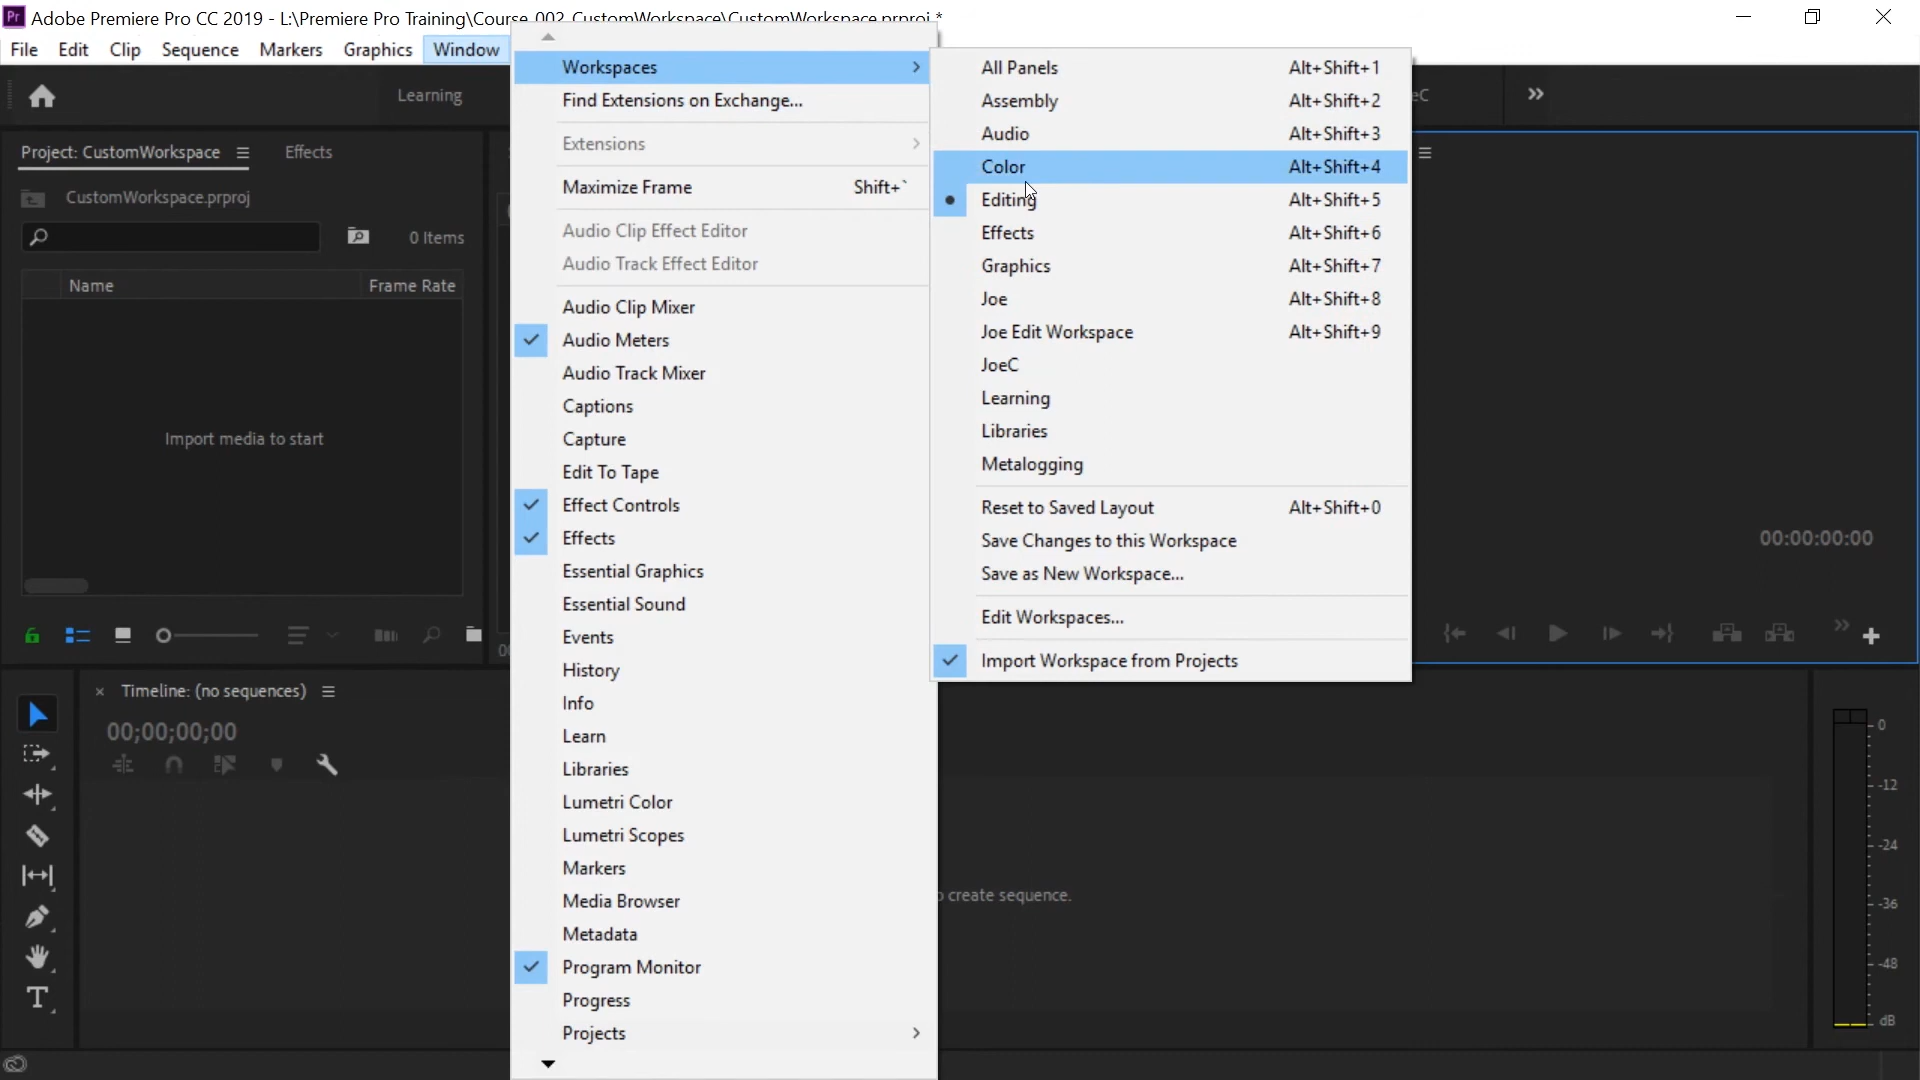 Pr Adobe Premiere Pro CC 2019 - L:\Premiere Pro Training\Course_002_CustomWorkspace\CustomWorkspace.prproj *
File Edit Clip Sequence Markers Graphics Window
Learning
Project: CustomWorkspace
Effects
CustomWorkspace.prproj
0 Items
Name
Frame Rate
Import media to start
Workspaces
Find Extensions on Exchange...
Extensions
Maximize Frame Shift+`
Audio Clip Effect Editor
Audio Track Effect Editor
Audio Clip Mixer
Audio Meters
Audio Track Mixer
Captions
Capture
Edit To Tape
Effect Controls
Effects
Essential Graphics
Essential Sound
Events
History
Info
Learn
Libraries
Lumetri Color
Lumetri Scopes
Markers
Media Browser
Metadata
Program Monitor
Progress
Projects
All Panels Alt+Shift+1
Assembly Alt+Shift+2
Audio Alt+Shift+3
Color Alt+Shift+4
Editing Alt+Shift+5
Effects Alt+Shift+6
Graphics Alt+Shift+7
Joe Alt+Shift+8
Joe Edit Workspace Alt+Shift+9
JoeC
Learning
Libraries
Metalogging
Reset to Saved Layout Alt+Shift+0
Save Changes to this Workspace
Save as New Workspace...
Edit Workspaces...
Import Workspace from Projects
eC
00:00:00:00
Timeline: (no sequences)
00;00;00;00
create sequence.
0
-12
-24
-36
-48
dB